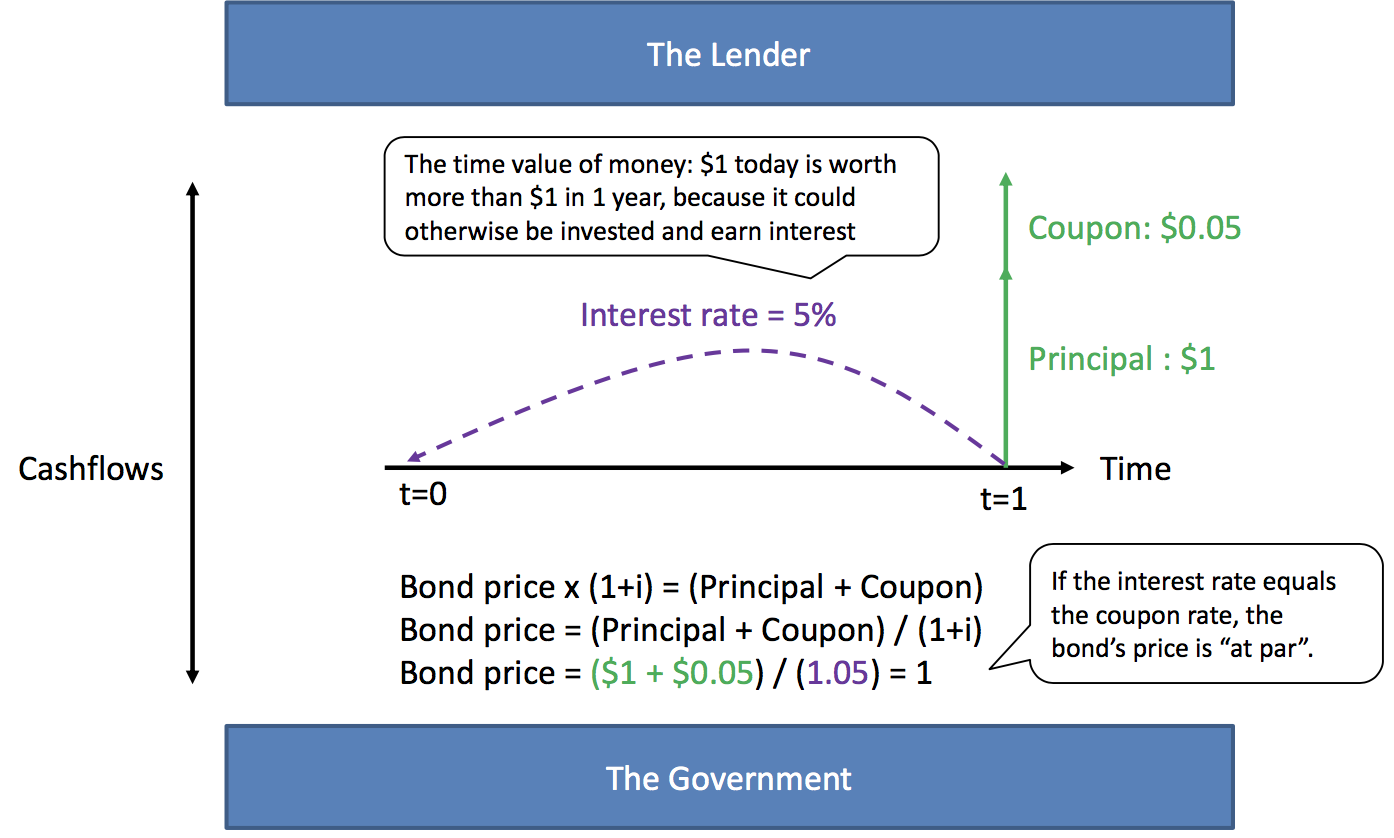 The Lender
The time value of money: $1 today is worth
more than $1 in 1 year, because it could
otherwise be invested and earn interest
Coupon: $0.05
Interest rate = 5%
Principal : $1
Cashflows
Time
t=0
t=1
Bond price x (1+i) = (Principal + Coupon)
Bond price = (Principal + Coupon) / (1+i)
Bond price = ($1 + $0.05) / (1.05) = 1
If the interest rate equals
the coupon rate, the
bond’s price is “at par”.
The Government